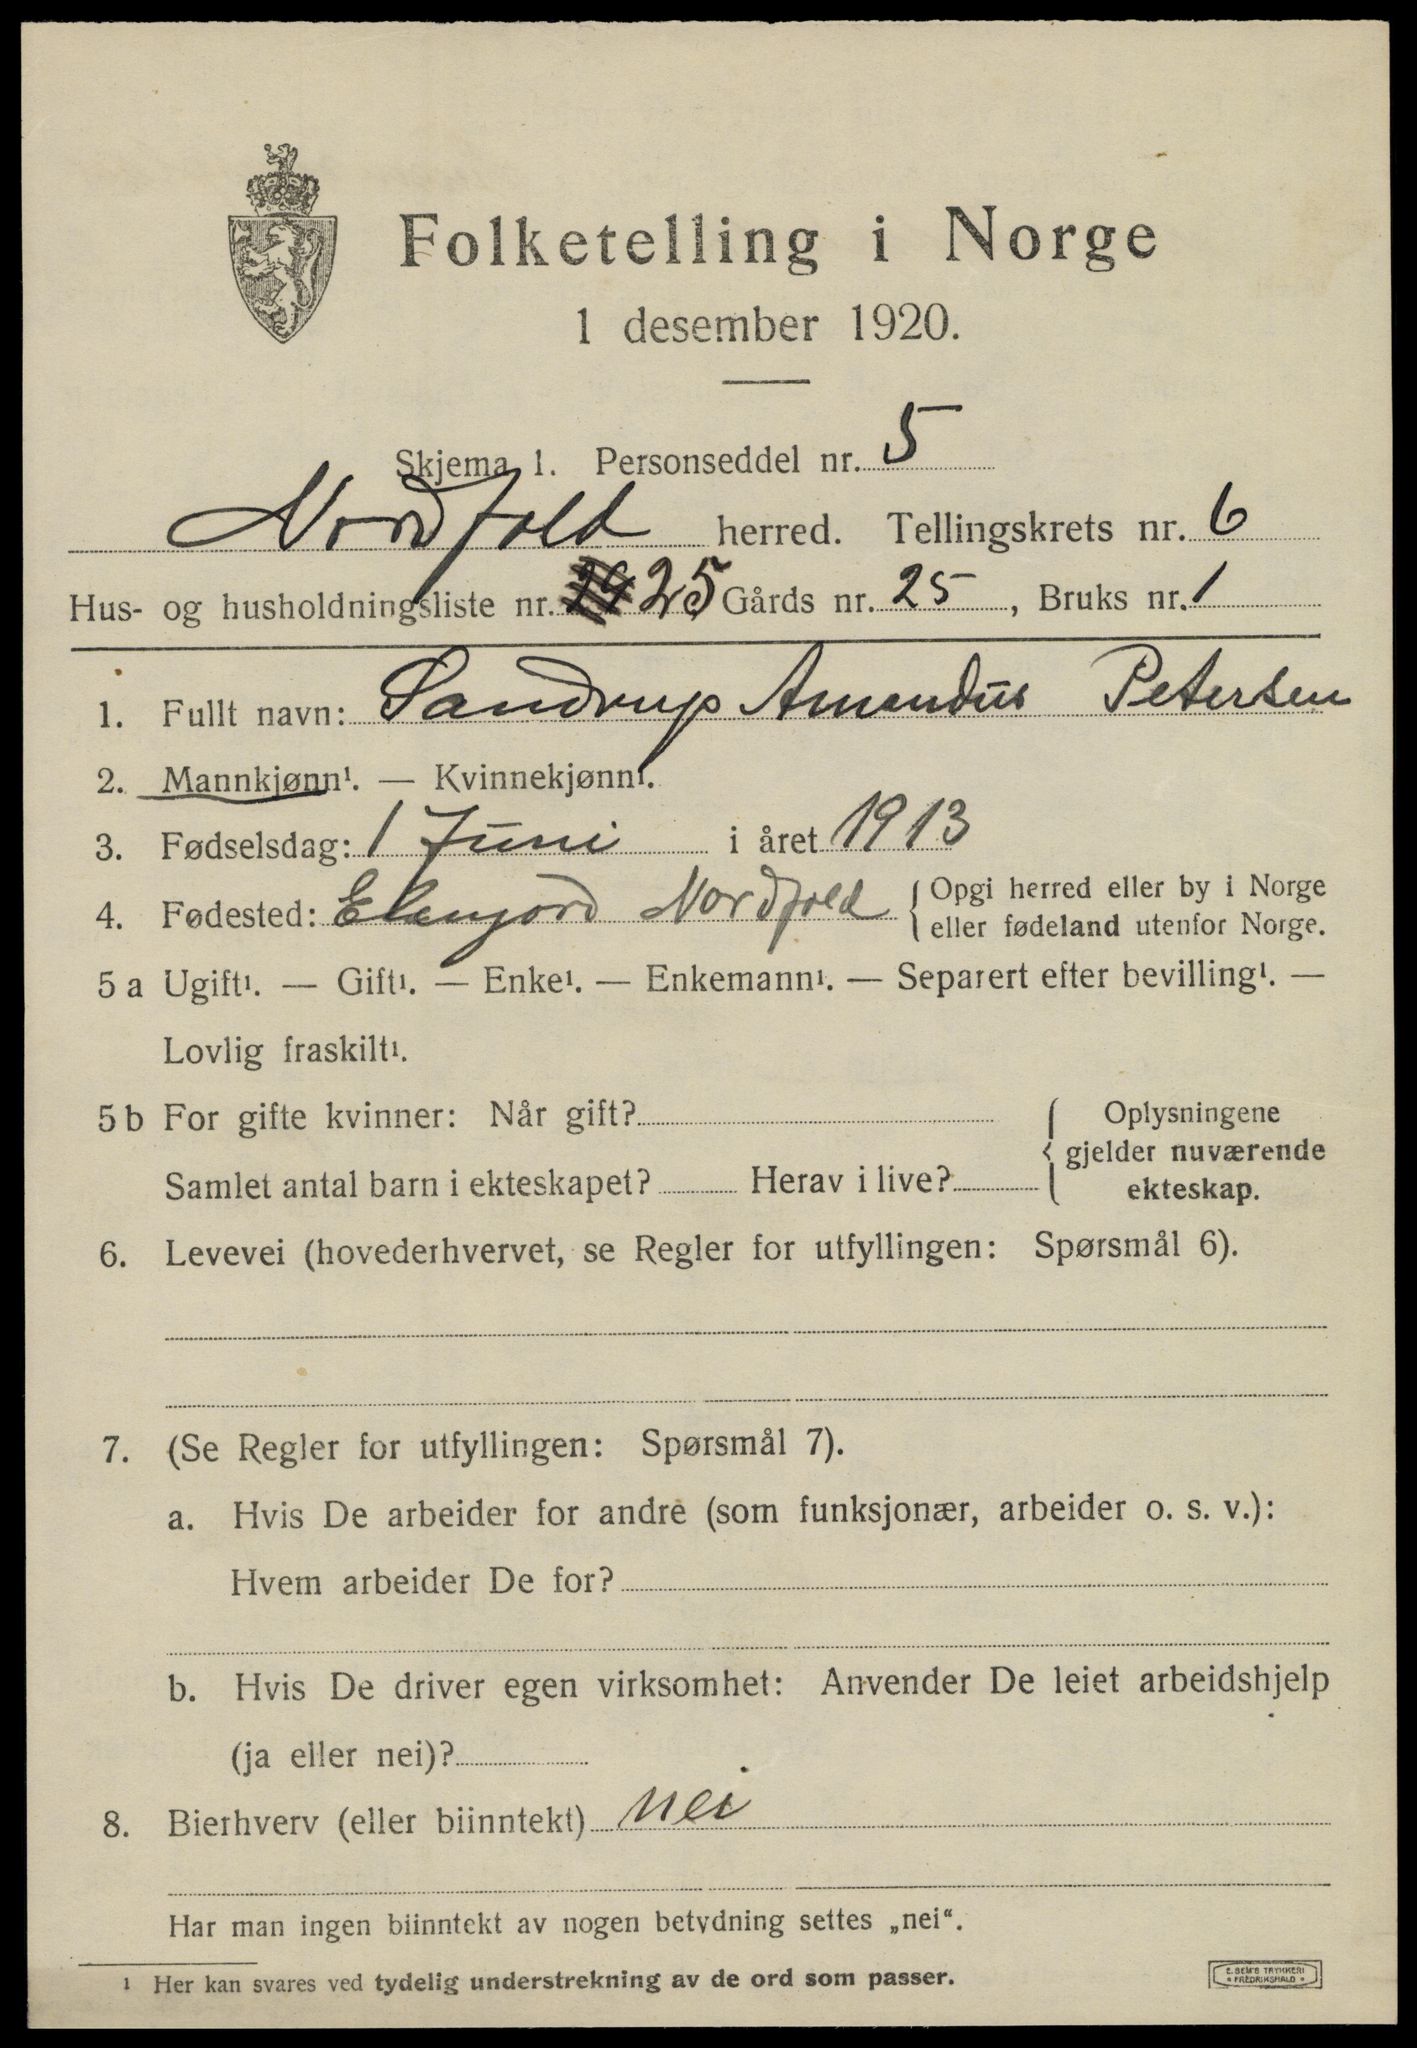 Folketelling i Norge
1 desember 1920.
Skjema 1. Personseddel nr. 5
Nordfold herred. Tellingskrets nr. 6
Hus- og husholdningsliste nr. 25 Gårds nr. 25, Bruks nr. 1
1. Fullt navn: Sandrup Amandus Petersen
2. Mannkjønn¹. — Kvinnekjønn¹.
3. Fødselsdag: 1 Juni i året 1913
4. Fødested: Nordfold { Opgi herred eller by i Norge
eller fødeland utenfor Norge.
5 a Ugift¹. — Gift¹. — Enke¹. — Enkemann¹. — Separert efter bevilling¹. —
Lovlig fraskilt¹.
5 b For gifte kvinner: Når gift?
Samlet antal barn i ekteskapet? Herav i live?
{ Oplysningene
gjelder nuværende
ekteskap.
6. Levevei (hovederhvervet, se Regler for utfyllingen: Spørsmål 6).
7. (Se Regler for utfyllingen: Spørsmål 7).
a. Hvis De arbeider for andre (som funksjonær, arbeider o. s. v.):
Hvem arbeider De for?
b. Hvis De driver egen virksomhet: Anvender De leiet arbeidshjelp
(ja eller nei)?
8. Bierhverv (eller biinntekt) nei
Har man ingen biinntekt av nogen betydning settes „nei“.
¹ Her kan svares ved tydelig understrekning av de ord som passer.
E. SEM'S TRYKKERI
FREDRIKSHALD